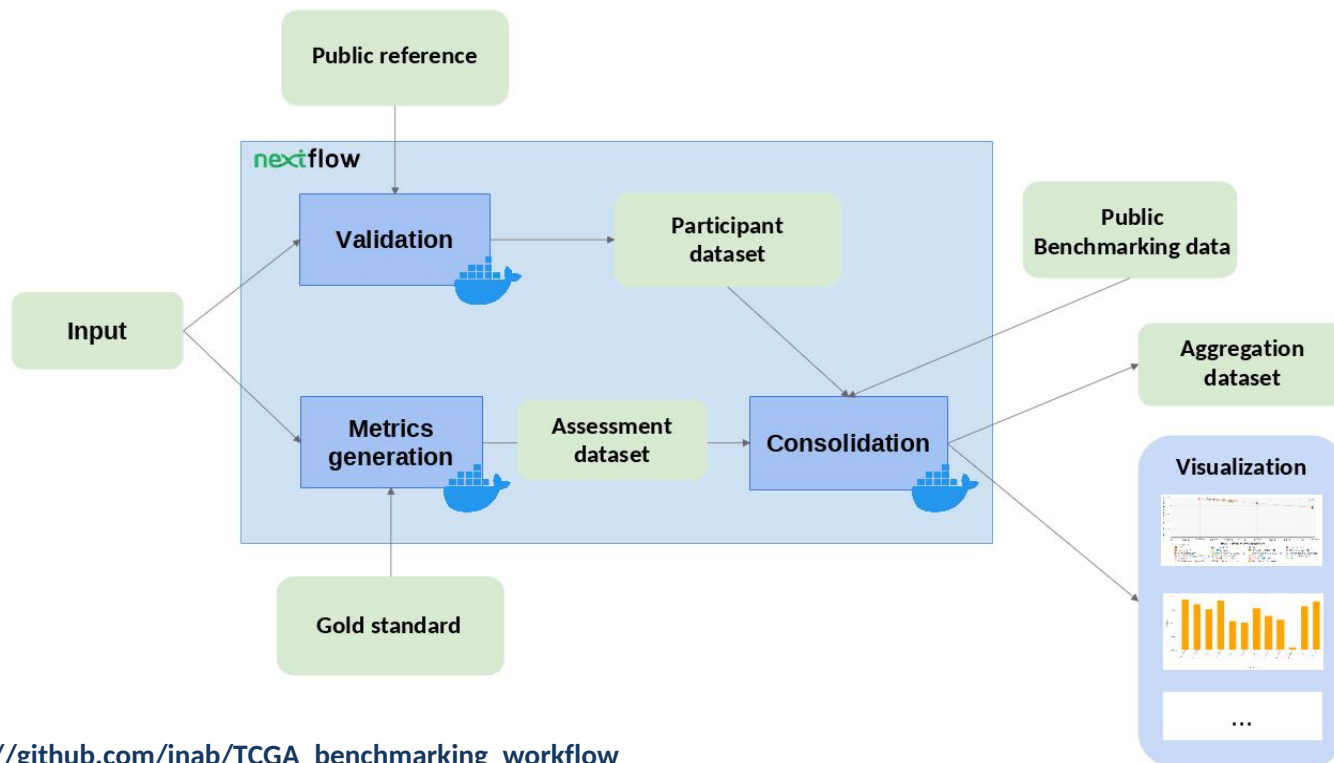 Public reference
nextflow
Validation
Participant
dataset
Public
Benchmarking data
Input
Aggregation
dataset
Metrics
generation
Assessment
dataset
Consolidation
Visualization
Gold standard
...
//github.com/inab/TCGA_benchmarking_workflow